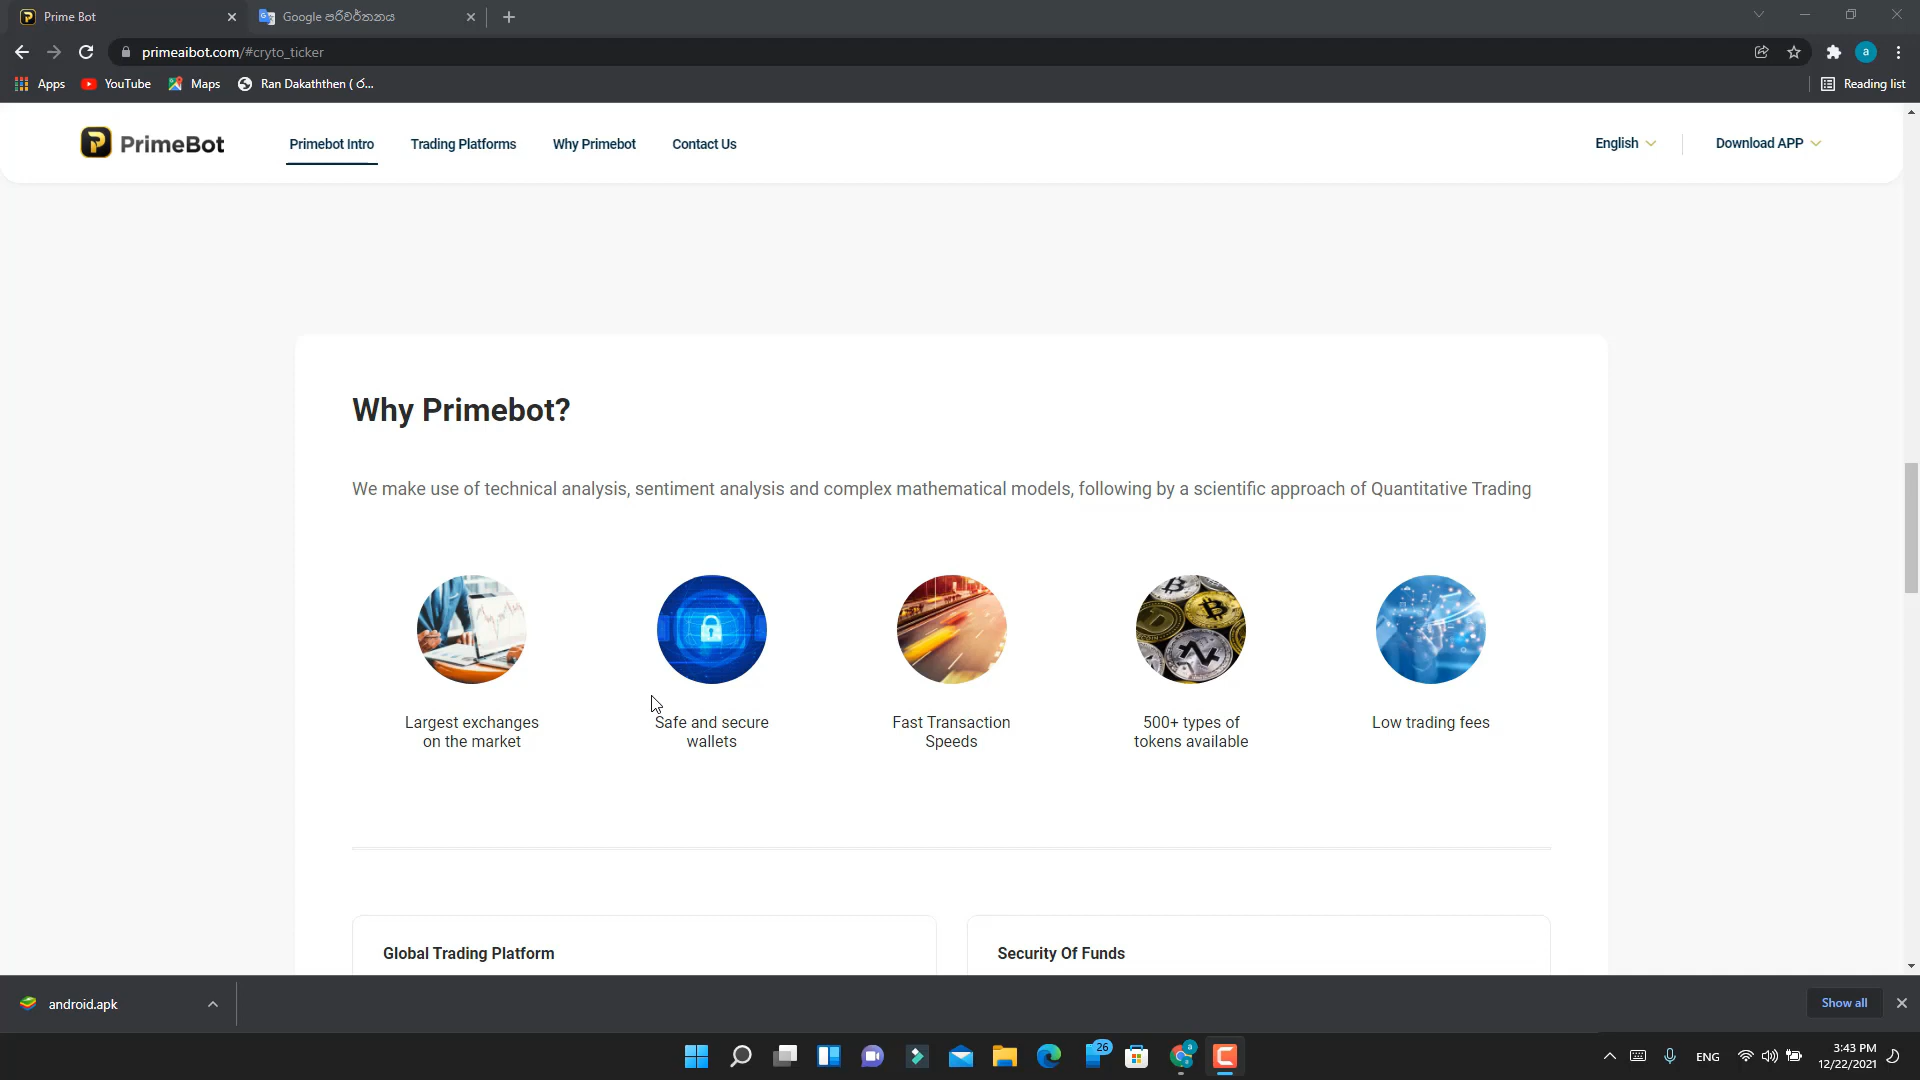 Prime Bot
Google පරිවර්තනය
primeaibot.com/#cryto_ticker
a
Apps
YouTube
Maps
Ran Dakaththen ( ර...
Reading list
PrimeBot
Primebot Intro
Trading Platforms
Why Primebot
Contact Us
English
Download APP
Why Primebot?
We make use of technical analysis, sentiment analysis and complex mathematical models, following by a scientific approach of Quantitative Trading
Largest exchanges
on the market
Safe and secure
wallets
Fast Transaction
Speeds
500+ types of
tokens available
Low trading fees
Global Trading Platform
Security Of Funds
android.apk
Show all
26
a
ENG
3:43 PM
12/22/2021